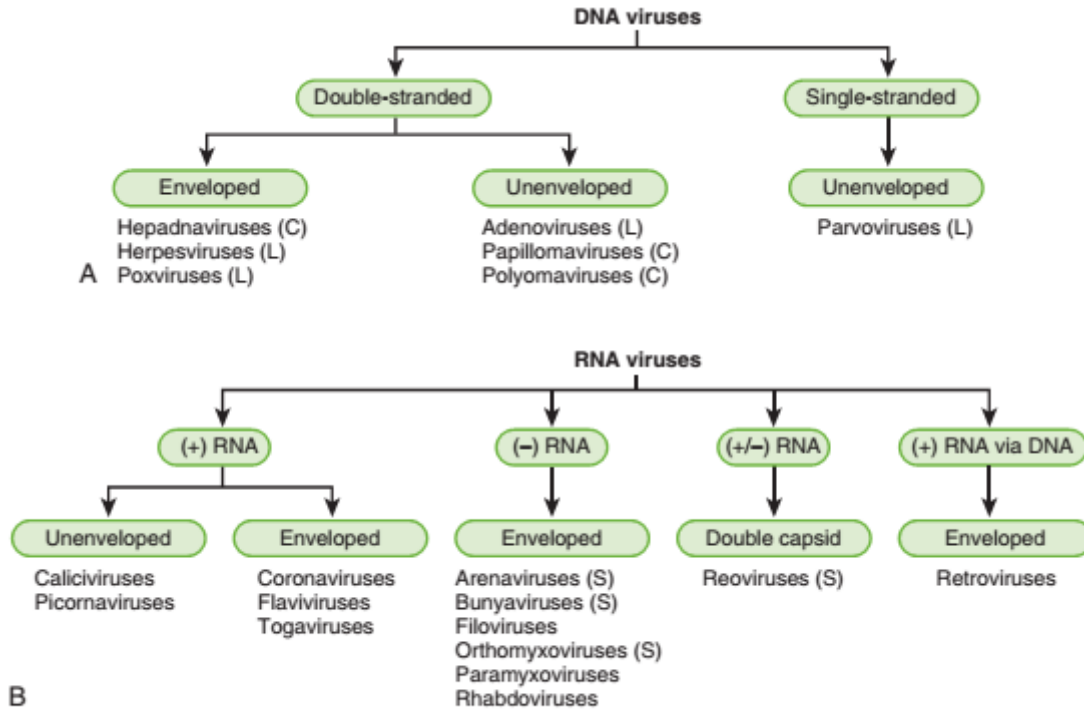 DNA viruses
Double-stranded
Single-stranded
Enveloped
Unenveloped
Unenveloped
Hepadnaviruses (C)
Herpesviruses (L)
Poxviruses (L)
Adenoviruses (L)
Papillomaviruses (C)
Polyomaviruses (C)
Parvoviruses (L)
A
RNA viruses
(+) RNA
(–) RNA
(+/–) RNA
(+) RNA via DNA
Unenveloped
Enveloped
Enveloped
Double capsid
Enveloped
Caliciviruses
Picornaviruses
Coronaviruses
Flaviviruses
Togaviruses
Arenaviruses (S)
Bunyaviruses (S)
Filoviruses
Orthomyxoviruses (S)
Paramyxoviruses
Rhabdoviruses
Reoviruses (S)
Retroviruses
B